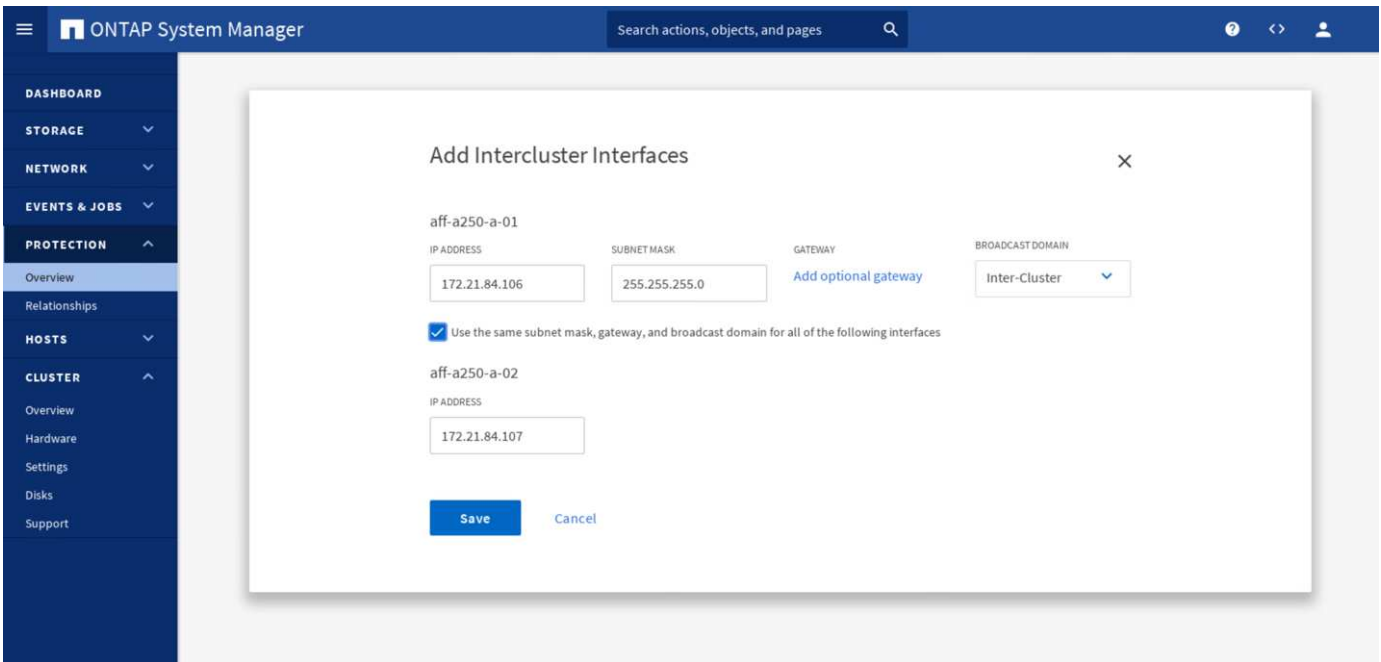 ONTAP System Manager
Search actions, objects, and pages
DASHBOARD
STORAGE
NETWORK
EVENTS & JOBS
PROTECTION
Overview
Relationships
HOSTS
CLUSTER
Overview
Hardware
Settings
Disks
Support
Add Intercluster Interfaces
aff-a250-a-01
IP ADDRESS SUBNET MASK GATEWAY BROADCAST DOMAIN
172.21.84.106 255.255.255.0 Add optional gateway Inter-Cluster
Use the same subnet mask, gateway, and broadcast domain for all of the following interfaces
aff-a250-a-02
IP ADDRESS
172.21.84.107
Save Cancel